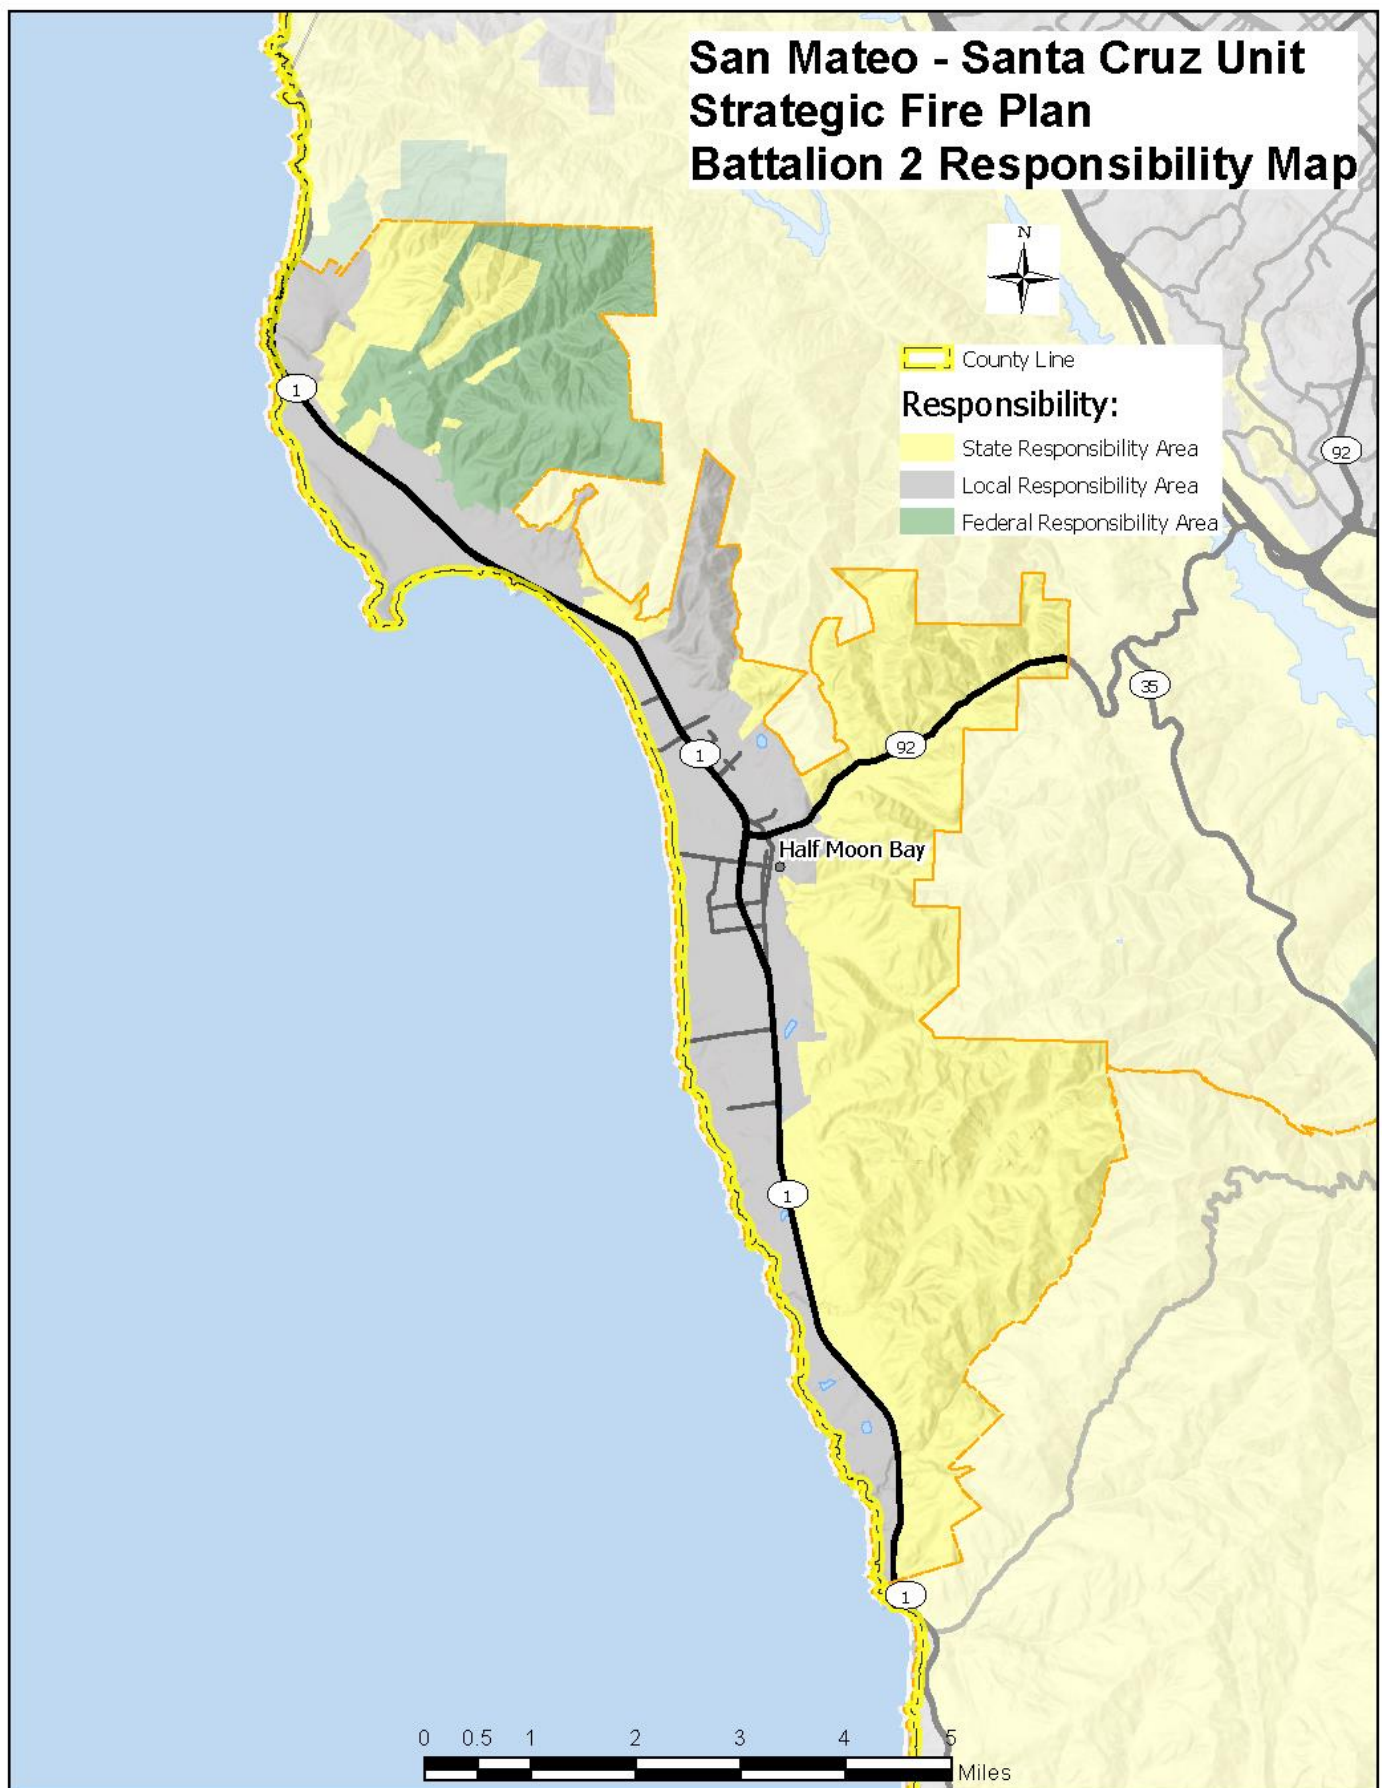 San Mateo - Santa Cruz Unit
Strategic Fire Plan
Battalion 2 Responsibility Map
N
County Line
Responsibility:
State Responsibility Area
Local Responsibility Area
Federal Responsibility Area
1
92
35
92
1
Half Moon Bay
1
1
0 0.5 1 2 3 4 5
Miles